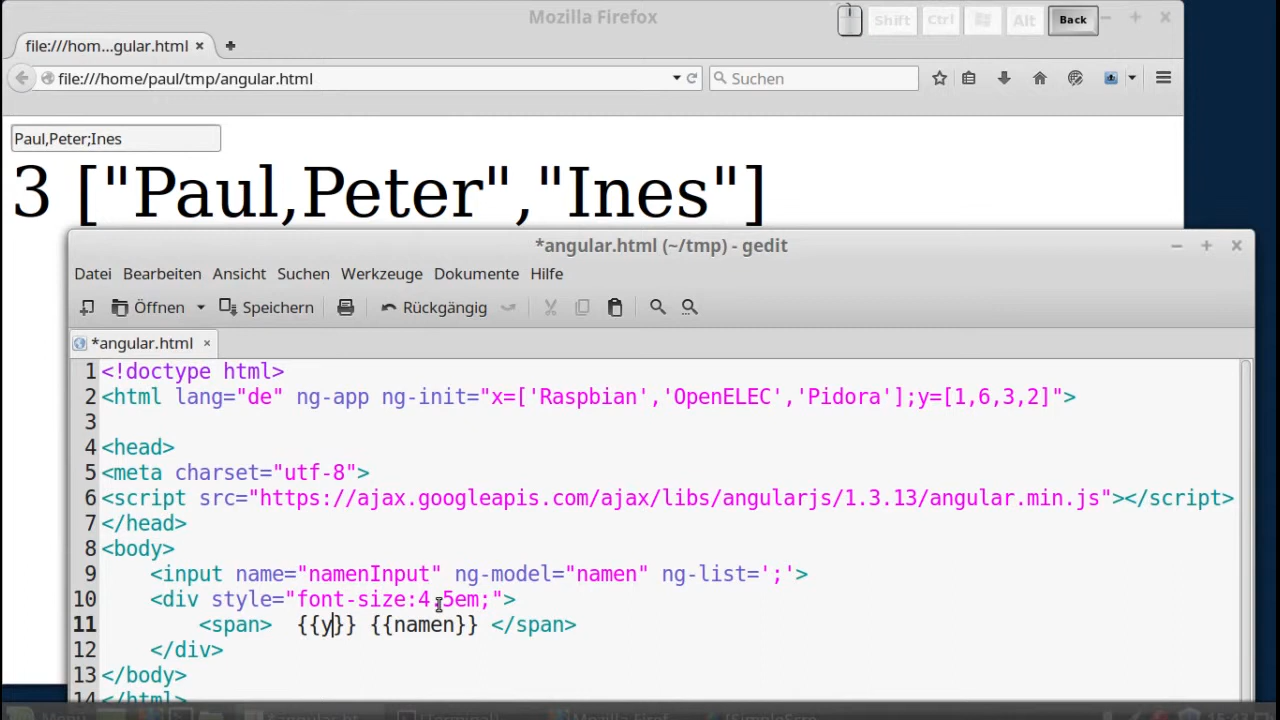 Mozilla Firefox
Shift Ctrl Alt Back
file:///hom...gular.html
file:///home/paul/tmp/angular.html
Suchen
Paul,Peter;Ines
3 ["Paul,Peter","Ines"]
*angular.html (~/tmp) - gedit
Datei Bearbeiten Ansicht Suchen Werkzeuge Dokumente Hilfe
Öffnen Speichern Rückgängig
*angular.html
1 <!doctype html>
2 <html lang="de" ng-app ng-init="x=['Raspbian','OpenELEC','Pidora'];y=[1,6,3,2]">
3
4 <head>
5 <meta charset="utf-8">
6 <script src="https://ajax.googleapis.com/ajax/libs/angularjs/1.3.13/angular.min.js"></script>
7 </head>
8 <body>
9 <input name="namenInput" ng-model="namen" ng-list=';'>
10 <div style="font-size:4.5em;">
11 <span> {{y}} {{namen}} </span>
12 </div>
13 </body>
14 </html>